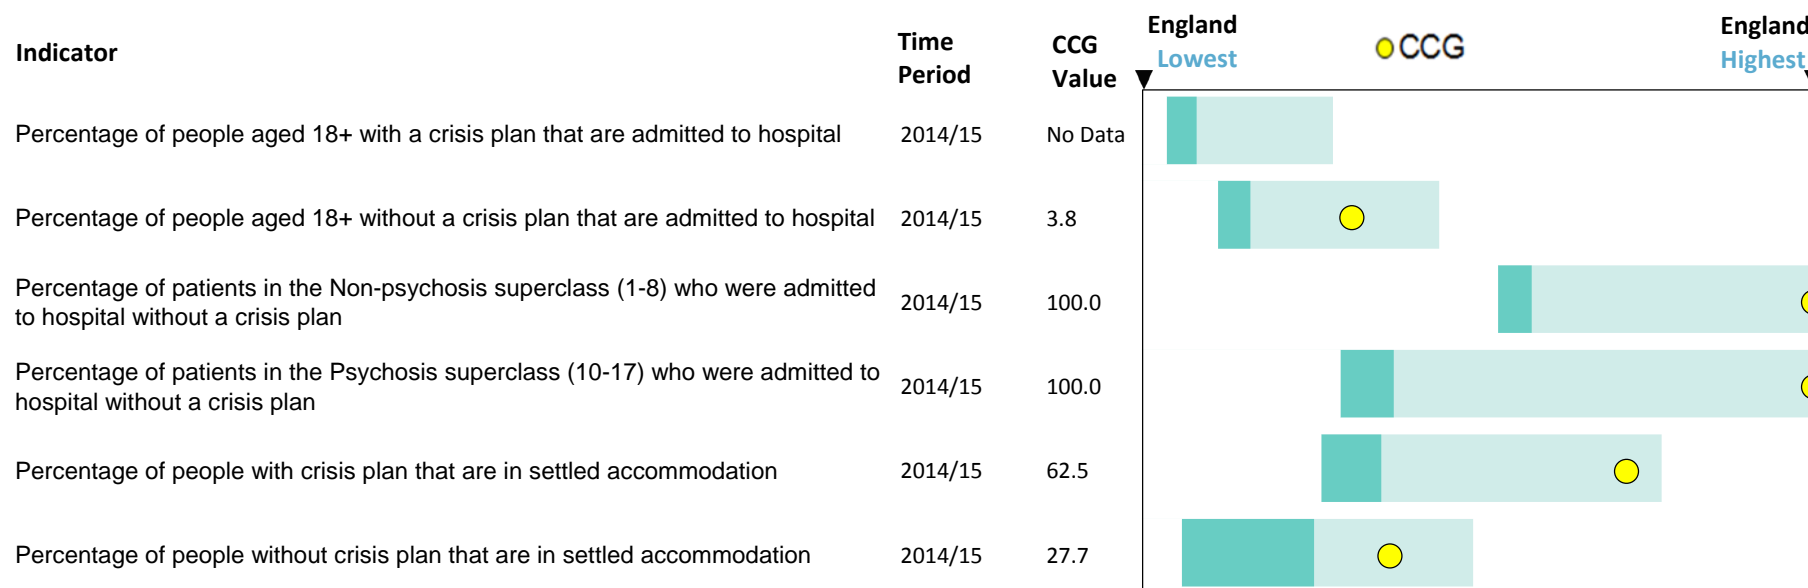 Indicator
Time Period
CCG Value
England Lowest
CCG
England Highest
Percentage of people aged 18+ with a crisis plan that are admitted to hospital 2014/15 No Data
Percentage of people aged 18+ without a crisis plan that are admitted to hospital 2014/15 3.8
Percentage of patients in the Non-psychosis superclass (1-8) who were admitted
to hospital without a crisis plan 2014/15 100.0
Percentage of patients in the Psychosis superclass (10-17) who were admitted to
hospital without a crisis plan 2014/15 100.0
Percentage of people with crisis plan that are in settled accommodation 2014/15 62.5
Percentage of people without crisis plan that are in settled accommodation 2014/15 27.7